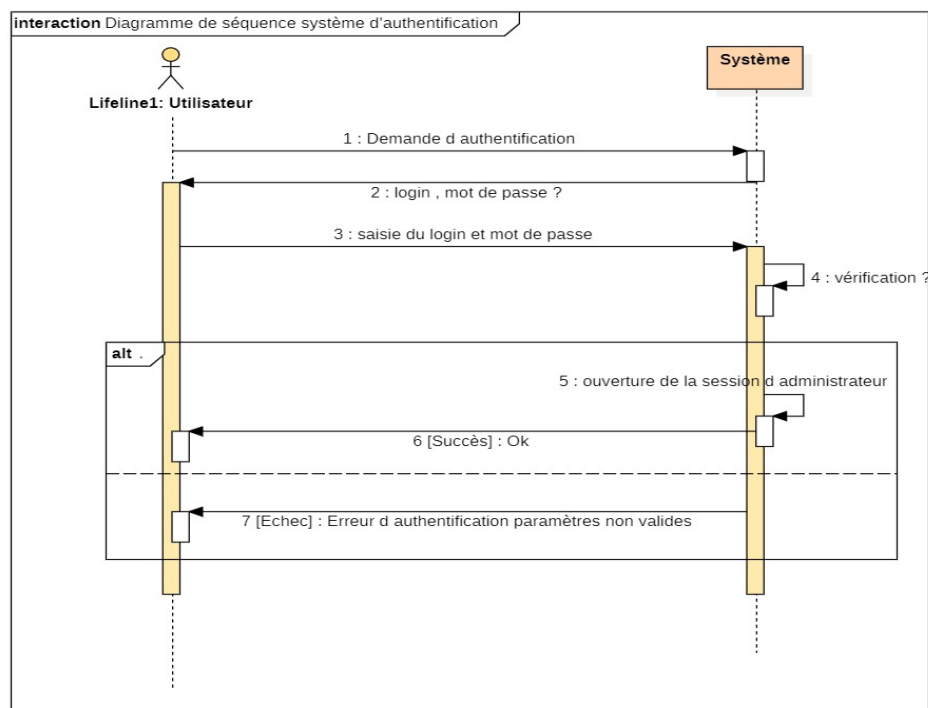 interaction Diagramme de séquence système d'authentification
Système
Lifeline1: Utilisateur
1 : Demande d authentification
2 : login , mot de passe ?
3 : saisie du login et mot de passe
4 : vérification ?
alt .
5 : ouverture de la session d administrateur
6 [Succès] : Ok
7 [Echec] : Erreur d authentification paramètres non valides